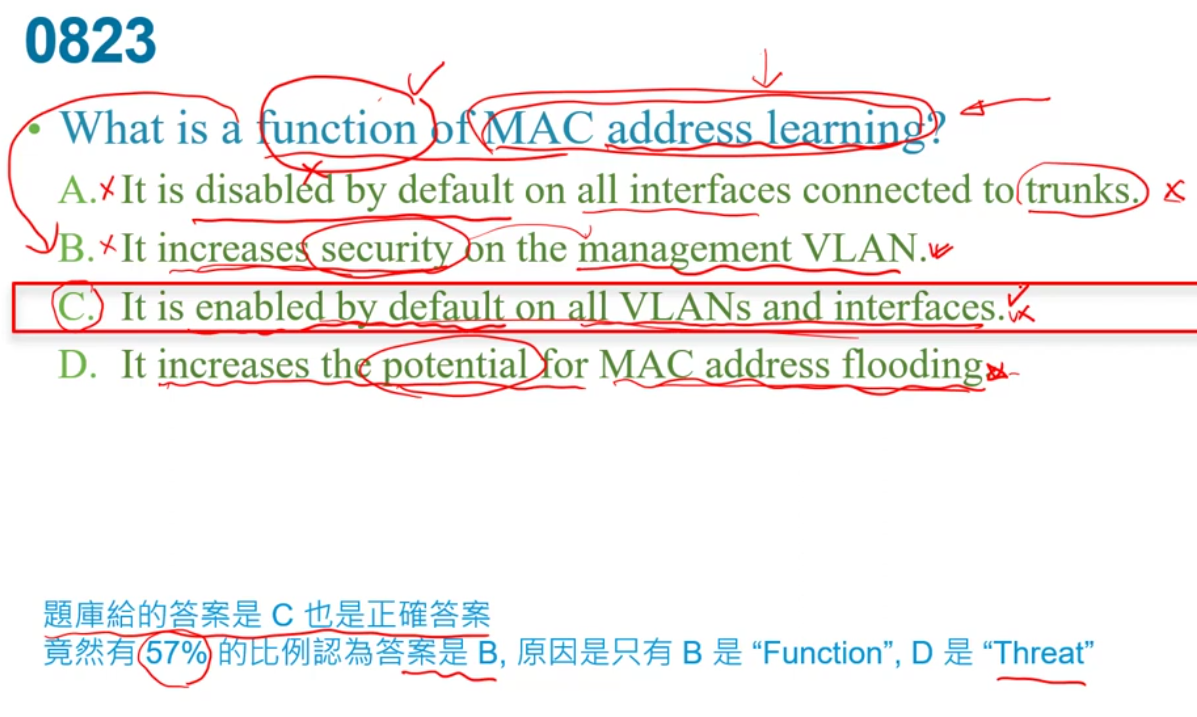 0823
• What is a function of MAC address learning?
A. It is disabled by default on all interfaces connected to trunks.
B. It increases security on the management VLAN.
C. It is enabled by default on all VLANs and interfaces.
D. It increases the potential for MAC address flooding.
題庫給的答案是 C 也是正確答案
竟然有 57% 的比例認為答案是 B, 原因是只有 B 是 “Function”, D 是 “Threat”